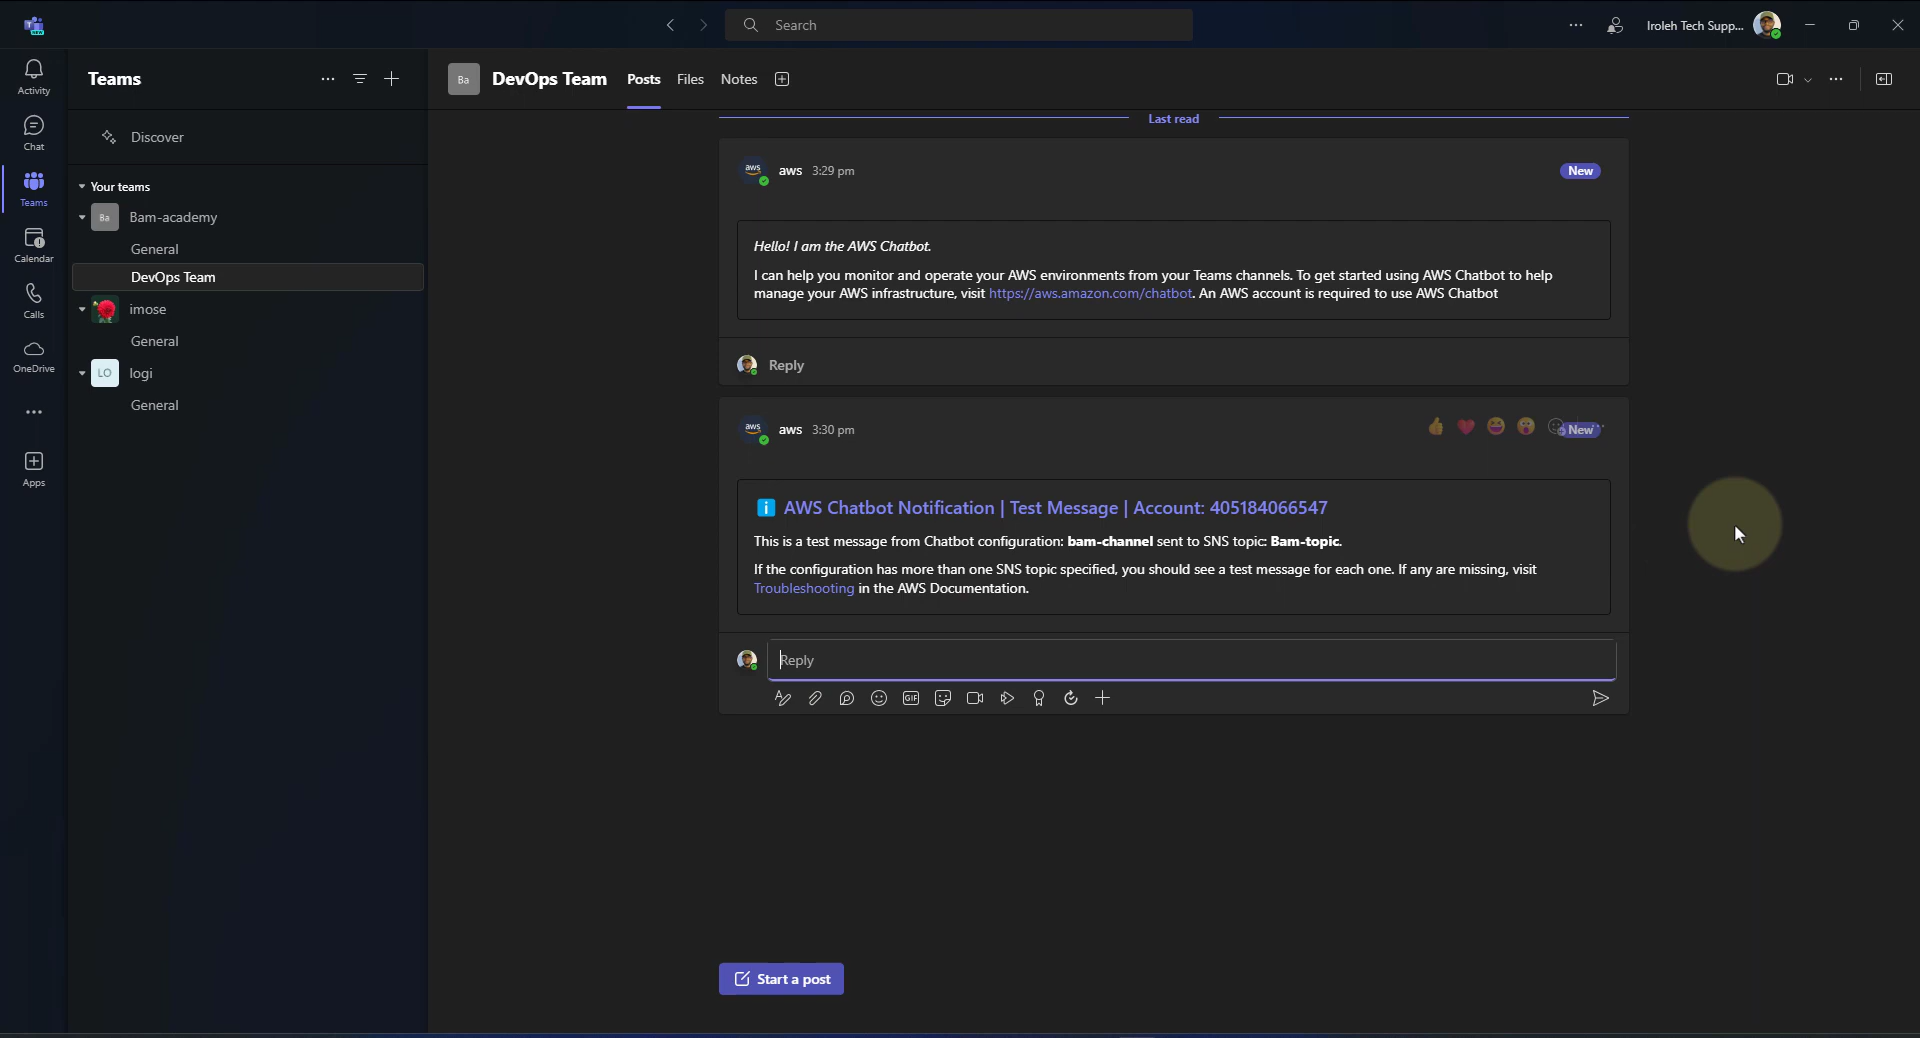 Search
Iroleh Tech Supp...
Activity
Chat
Teams
Calendar
Calls
OneDrive
Apps
Teams
Discover
Your teams
Ba
Bam-academy
General
DevOps Team
imose
General
LO
logi
General
Ba
DevOps Team
Posts
Files
Notes
Last read
aws
aws
3:29 pm
New
Hello! I am the AWS Chatbot.
I can help you monitor and operate your AWS environments from your Teams channels. To get started using AWS Chatbot to help
manage your AWS infrastructure, visit https://aws.amazon.com/chatbot. An AWS account is required to use AWS Chatbot
Reply
aws
aws
3:30 pm
New
AWS Chatbot Notification | Test Message | Account: 405184066547
This is a test message from Chatbot configuration: bam-channel sent to SNS topic: Bam-topic.
If the configuration has more than one SNS topic specified, you should see a test message for each one. If any are missing, visit
Troubleshooting in the AWS Documentation.
Reply
GIF
Start a post